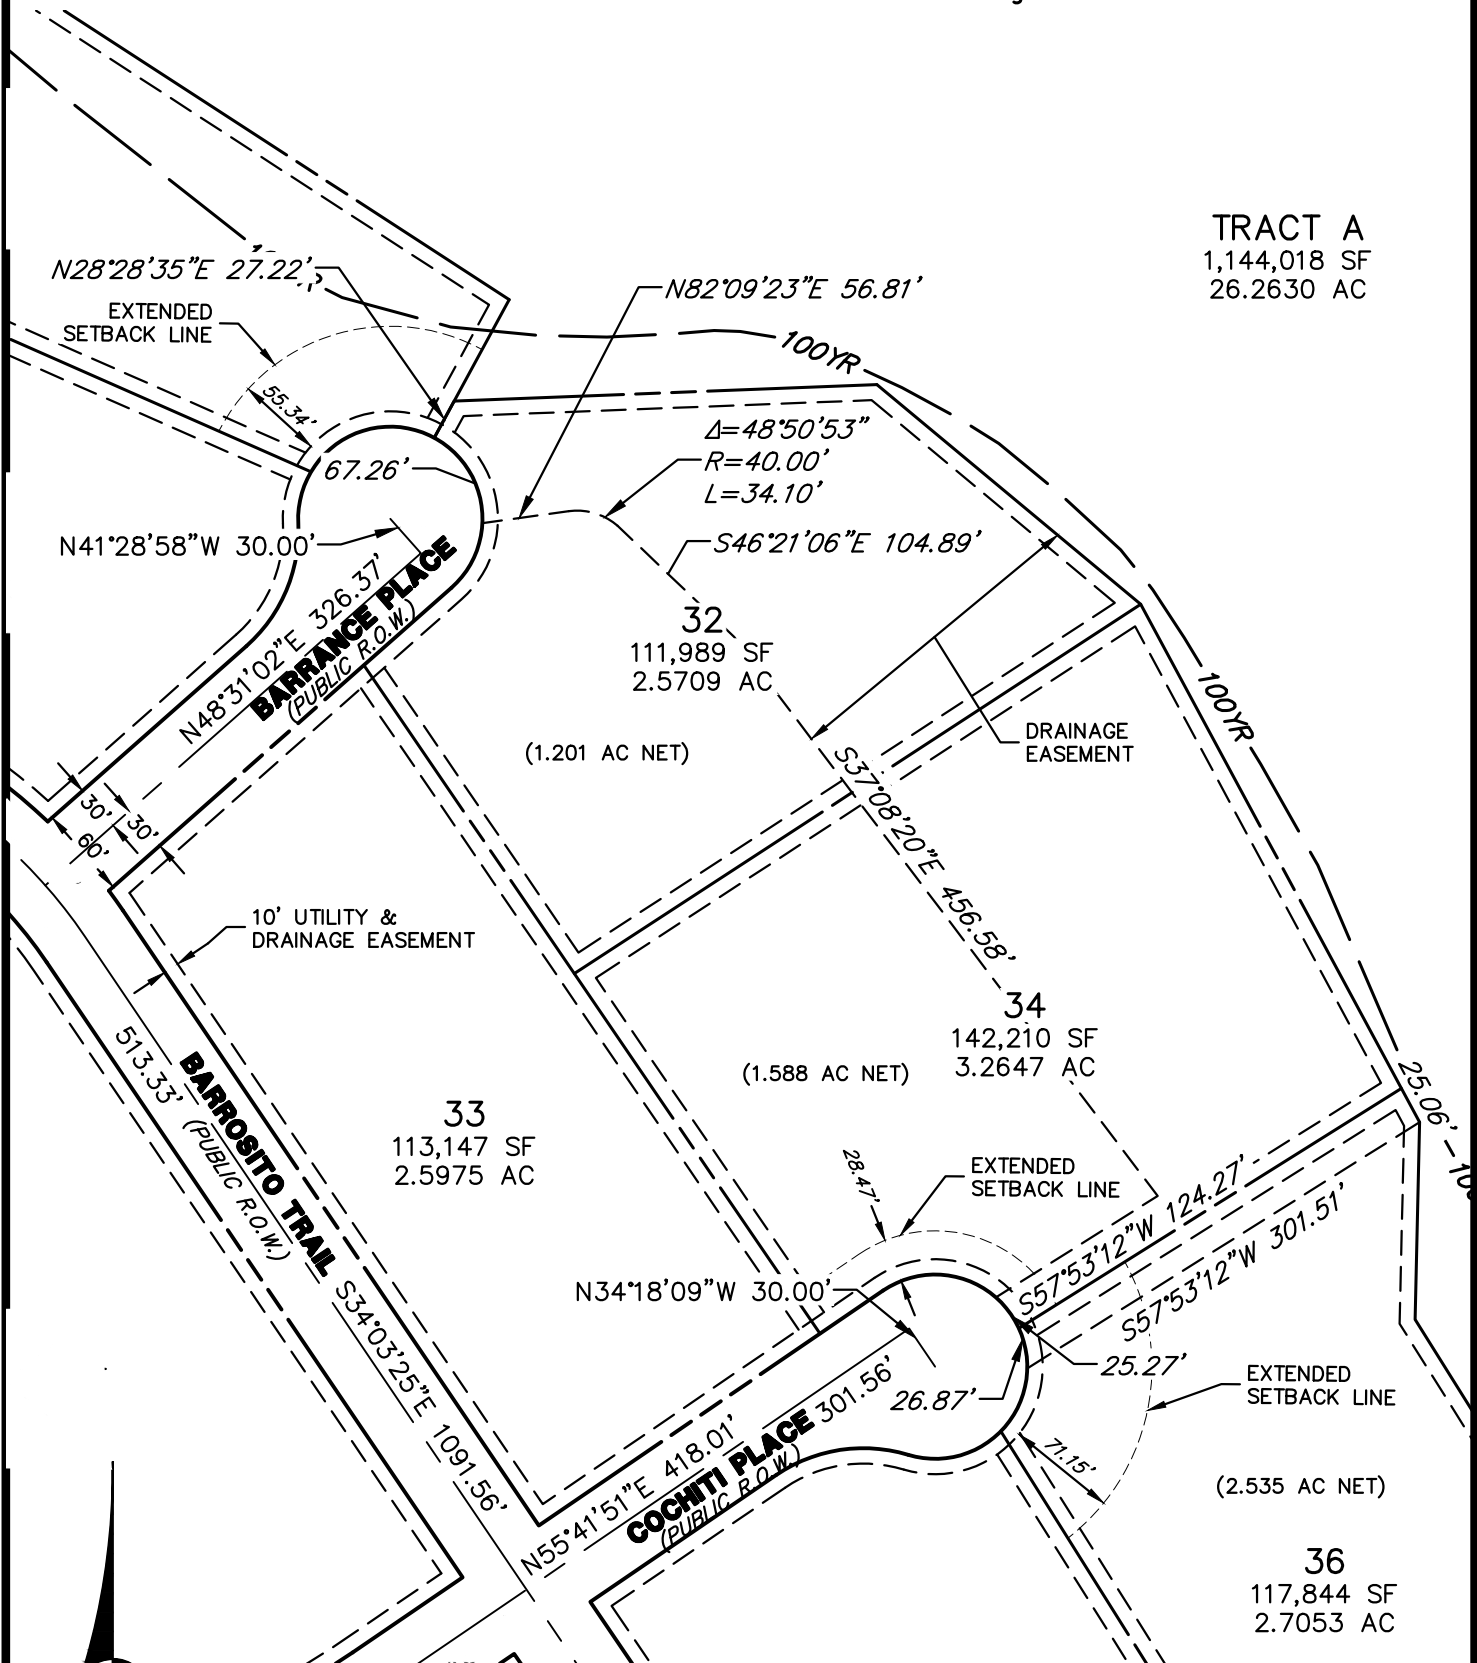 TRACT A
1,144,018 SF
26.2630 AC
N28°28'35"E 27.22'
EXTENDED
SETBACK LINE
55.34'
N82°09'23"E 56.81'
100YR
Δ=48°50'53"
R=40.00'
L=34.10'
67.26'
N41°28'58"W 30.00'
S46°21'06"E 104.89'
N48°31'02"E 326.37'
BARRANCE PLACE
(PUBLIC R.O.W.)
32
111,989 SF
2.5709 AC
(1.201 AC NET)
DRAINAGE
EASEMENT
100YR
S37°08'20"E 456.58'
30'
30'
60'
10' UTILITY &
DRAINAGE EASEMENT
34
142,210 SF
3.2647 AC
(1.588 AC NET)
513.33'
BARROSITO TRAIL
(PUBLIC R.O.W.)
S34°03'25"E 1091.56'
33
113,147 SF
2.5975 AC
25.06'
28.47'
EXTENDED
SETBACK LINE
S57°53'12"W 124.27'
S57°53'12"W 301.51'
N34°18'09"W 30.00'
25.27'
26.87'
EXTENDED
SETBACK LINE
71.15'
N55°41'51"E 418.01'
301.56'
COCHITI PLACE
(PUBLIC R.O.W.)
(2.535 AC NET)
36
117,844 SF
2.7053 AC